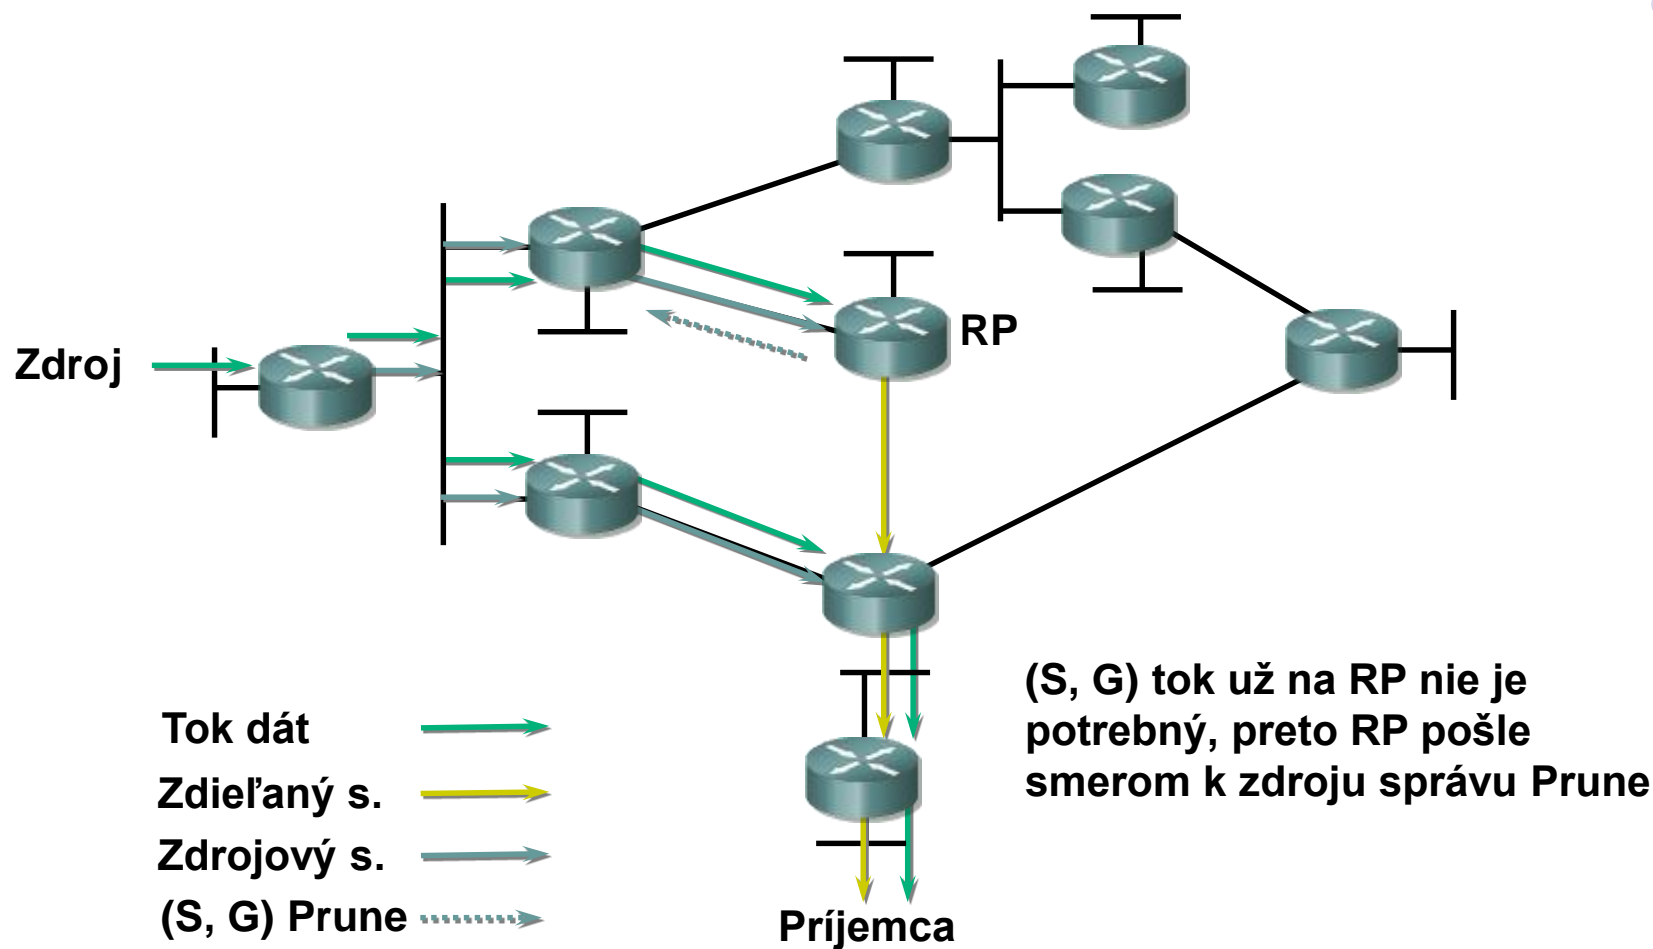 RP
Zdroj
(S, G) tok už na RP nie je
potrebný, preto RP pošle
smerom k zdroju správu Prune
Tok dát
Zdieľaný s.
Zdrojový s.
(S, G) Prune
Príjemca